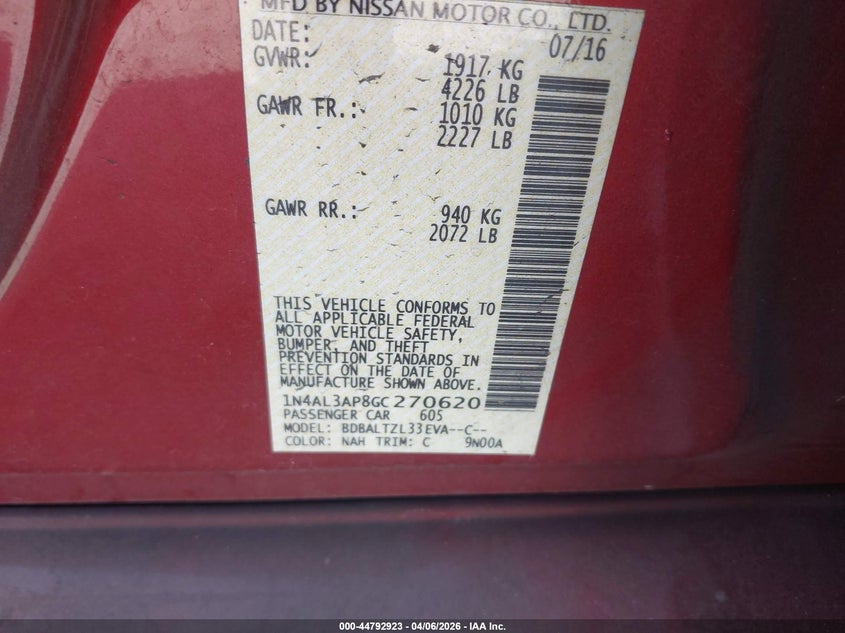 MFD BY NISSAN MOTOR CO., LTD.
DATE: 07/16
GVWR: 1917 KG
4226 LB
GAWR FR.: 1010 KG
2227 LB
GAWR RR.: 940 KG
2072 LB
THIS VEHICLE CONFORMS TO
ALL APPLICABLE FEDERAL
MOTOR VEHICLE SAFETY,
BUMPER, AND THEFT
PREVENTION STANDARDS IN
EFFECT ON THE DATE OF
MANUFACTURE SHOWN ABOVE.
1N4AL3AP8GC270620
PASSENGER CAR 605
MODEL: BDBALTZL33EVA--C--
COLOR: NAH TRIM: C 9N00A
000-44792923 - 04/06/2026 - IAA Inc.